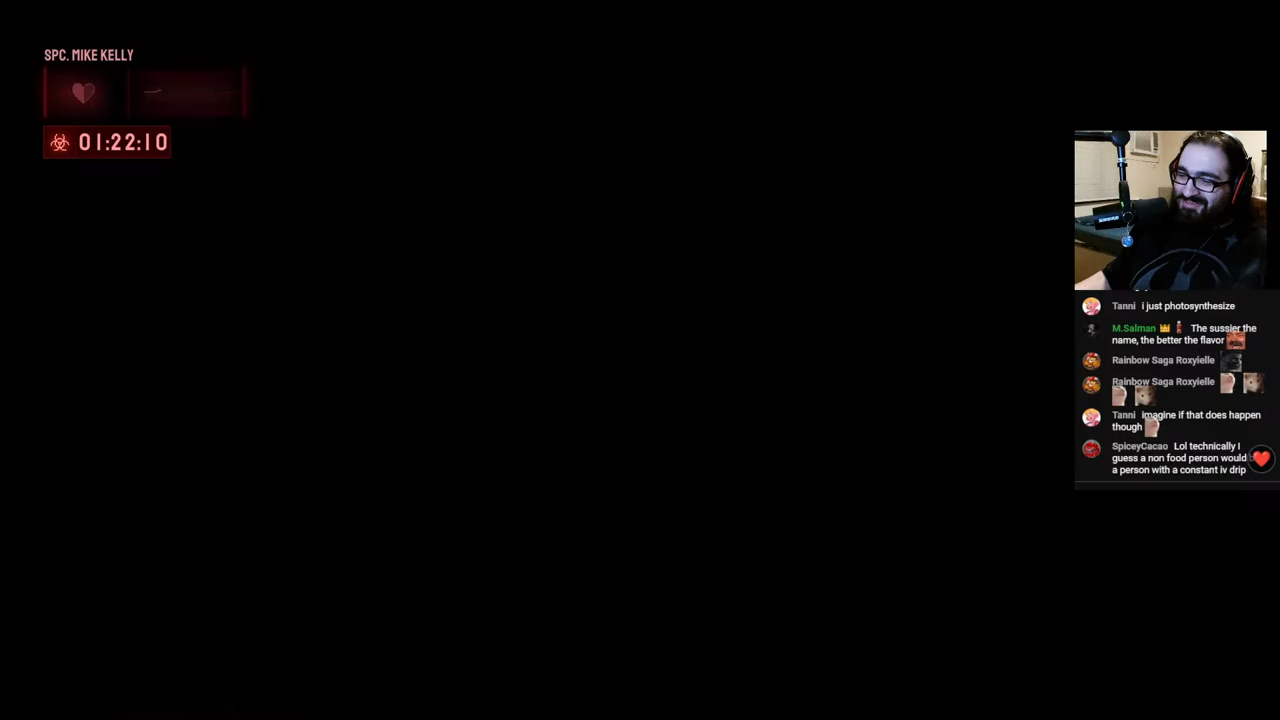 SPC. MIKE KELLY
01:22:10
Tanni i just photosynthesize
M.Salman The sussier the
name, the better the flavor
Rainbow Saga Roxyielle
Rainbow Saga Roxyielle
Tanni imagine if that does happen
though
SpiceyCacao Lol technically I
guess a non food person would
a person with a constant iv drip